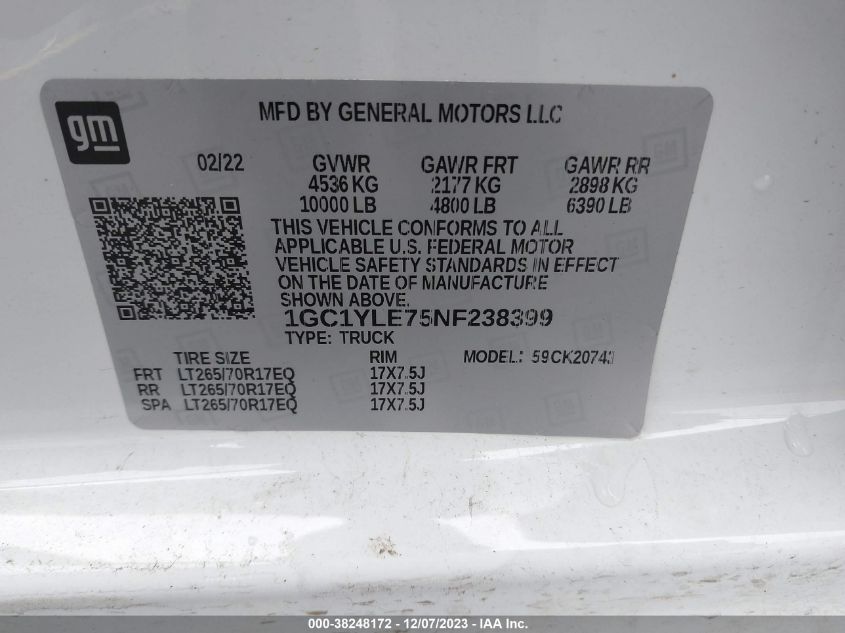 gm
MFD BY GENERAL MOTORS LLC
02/22 GVWR GAWR FRT GAWR RR
4536 KG 2177 KG 2898 KG
10000 LB 4800 LB 6390 LB
THIS VEHICLE CONFORMS TO ALL
APPLICABLE U.S. FEDERAL MOTOR
VEHICLE SAFETY STANDARDS IN EFFECT
ON THE DATE OF MANUFACTURE
SHOWN ABOVE.
1GC1YLE75NF238399
TYPE: TRUCK
TIRE SIZE RIM MODEL: 59CK20743
FRT LT265/70R17EQ 17X7.5J
RR LT265/70R17EQ 17X7.5J
SPA LT265/70R17EQ 17X7.5J
000-38248172 - 12/07/2023 - IAA Inc.